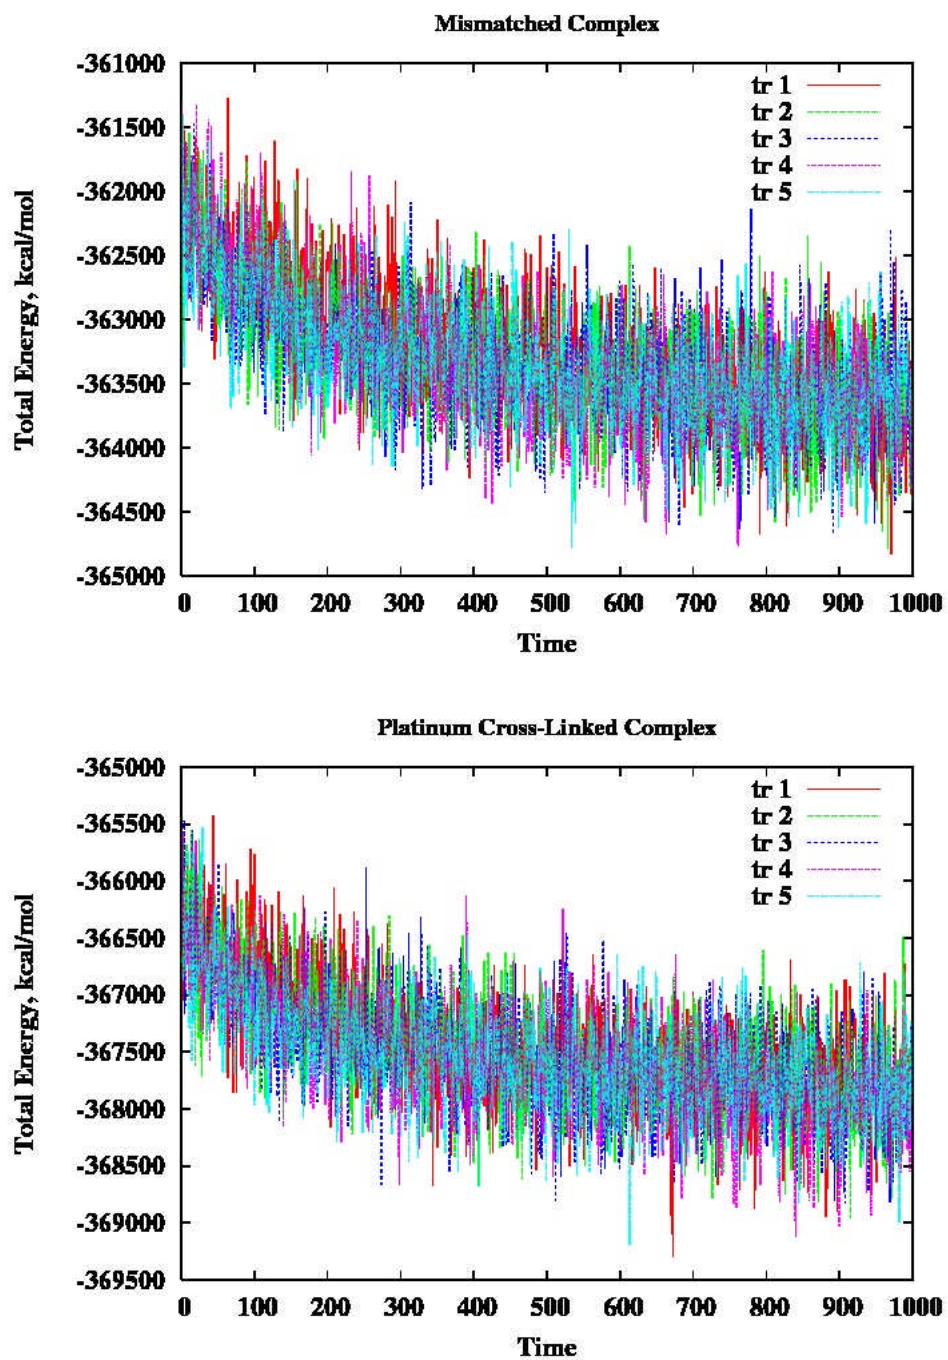 Mismatched Complex
-361000
-361500
-362000
-362500
-363000
-363500
-364000
-364500
-365000
Total Energy, kcal/mol
tr 1
tr 2
tr 3
tr 4
tr 5
0 100 200 300 400 500 600 700 800 900 1000
Time
Platinum Cross-Linked Complex
-365000
-365500
-366000
-366500
-367000
-367500
-368000
-368500
-369000
-369500
Total Energy, kcal/mol
tr 1
tr 2
tr 3
tr 4
tr 5
0 100 200 300 400 500 600 700 800 900 1000
Time